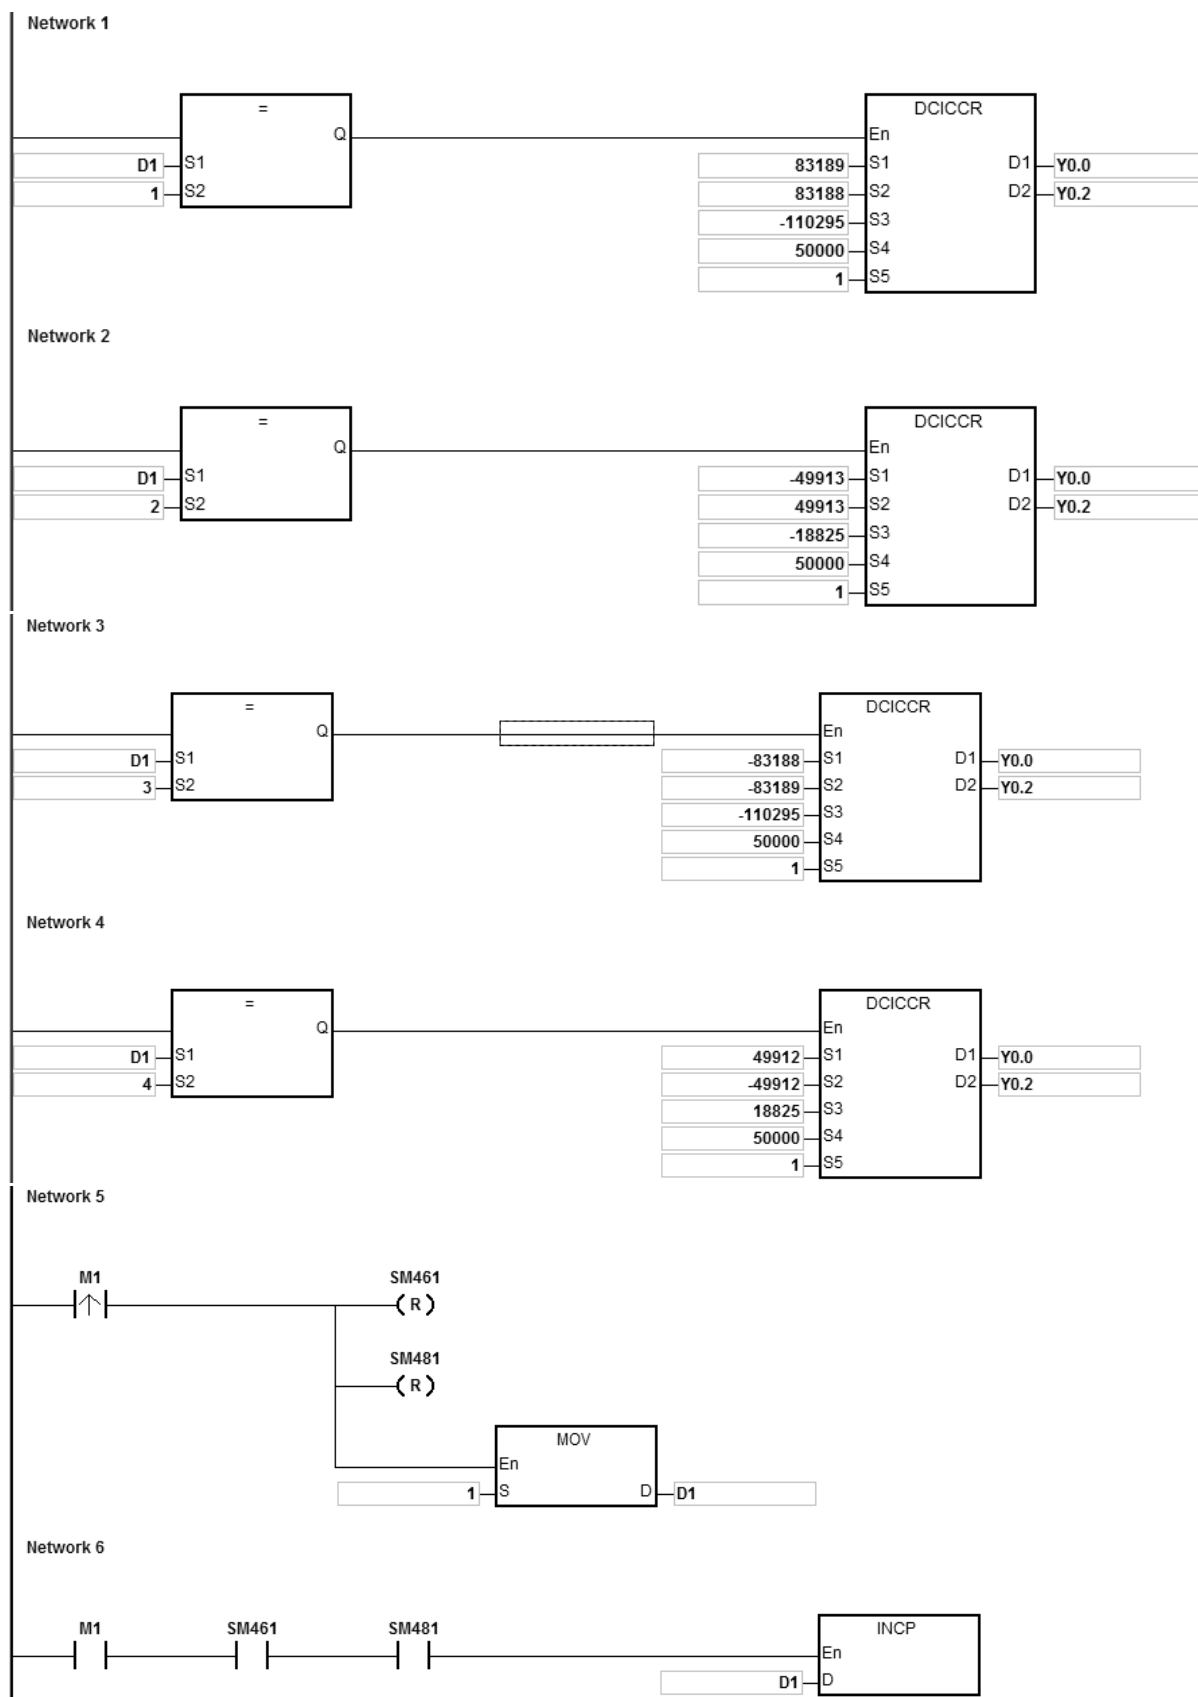 Network 1
=
Q
D1 S1
1 S2
DCICCR
En
83189 S1 D1 Y0.0
83188 S2 D2 Y0.2
-110295 S3
50000 S4
1 S5
Network 2
=
Q
D1 S1
2 S2
DCICCR
En
-49913 S1 D1 Y0.0
49913 S2 D2 Y0.2
-18825 S3
50000 S4
1 S5
Network 3
=
Q
D1 S1
3 S2
DCICCR
En
-83188 S1 D1 Y0.0
-83189 S2 D2 Y0.2
-110295 S3
50000 S4
1 S5
Network 4
=
Q
D1 S1
4 S2
DCICCR
En
49912 S1 D1 Y0.0
-49912 S2 D2 Y0.2
18825 S3
50000 S4
1 S5
Network 5
M1 SM461
R
SM481
R
MOV
En
1 S D D1
Network 6
M1 SM461 SM481
INCP
En
D1 D